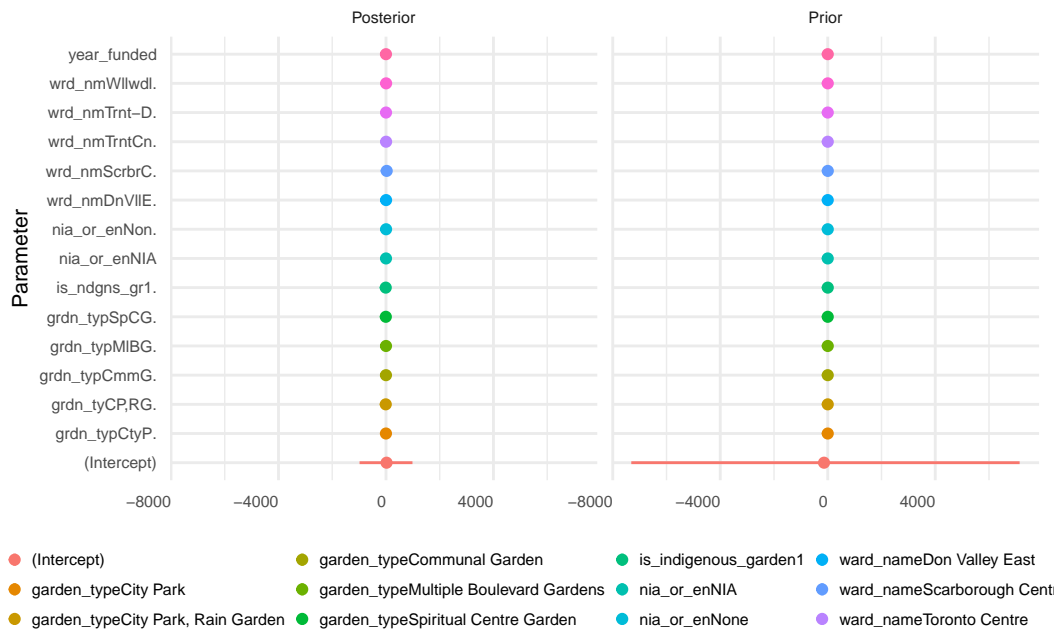 Posterior
Prior
Parameter
year_funded
wrd_nmWllwdl.
wrd_nmTrnt−D.
wrd_nmTrntCn.
wrd_nmScrbrC.
wrd_nmDnVllE.
nia_or_enNon.
nia_or_enNIA
is_ndgns_gr1.
grdn_typSpCG.
grdn_typMlBG.
grdn_typCmmG.
grdn_tyCP,RG.
grdn_typCtyP.
(Intercept)
−8000 −4000 0 4000 −8000 −4000 0 4000
(Intercept) garden_typeCommunal Garden is_indigenous_garden1 ward_nameDon Valley East
garden_typeCity Park garden_typeMultiple Boulevard Gardens nia_or_enNIA ward_nameScarborough Centr
garden_typeCity Park, Rain Garden garden_typeSpiritual Centre Garden nia_or_enNone ward_nameToronto Centre